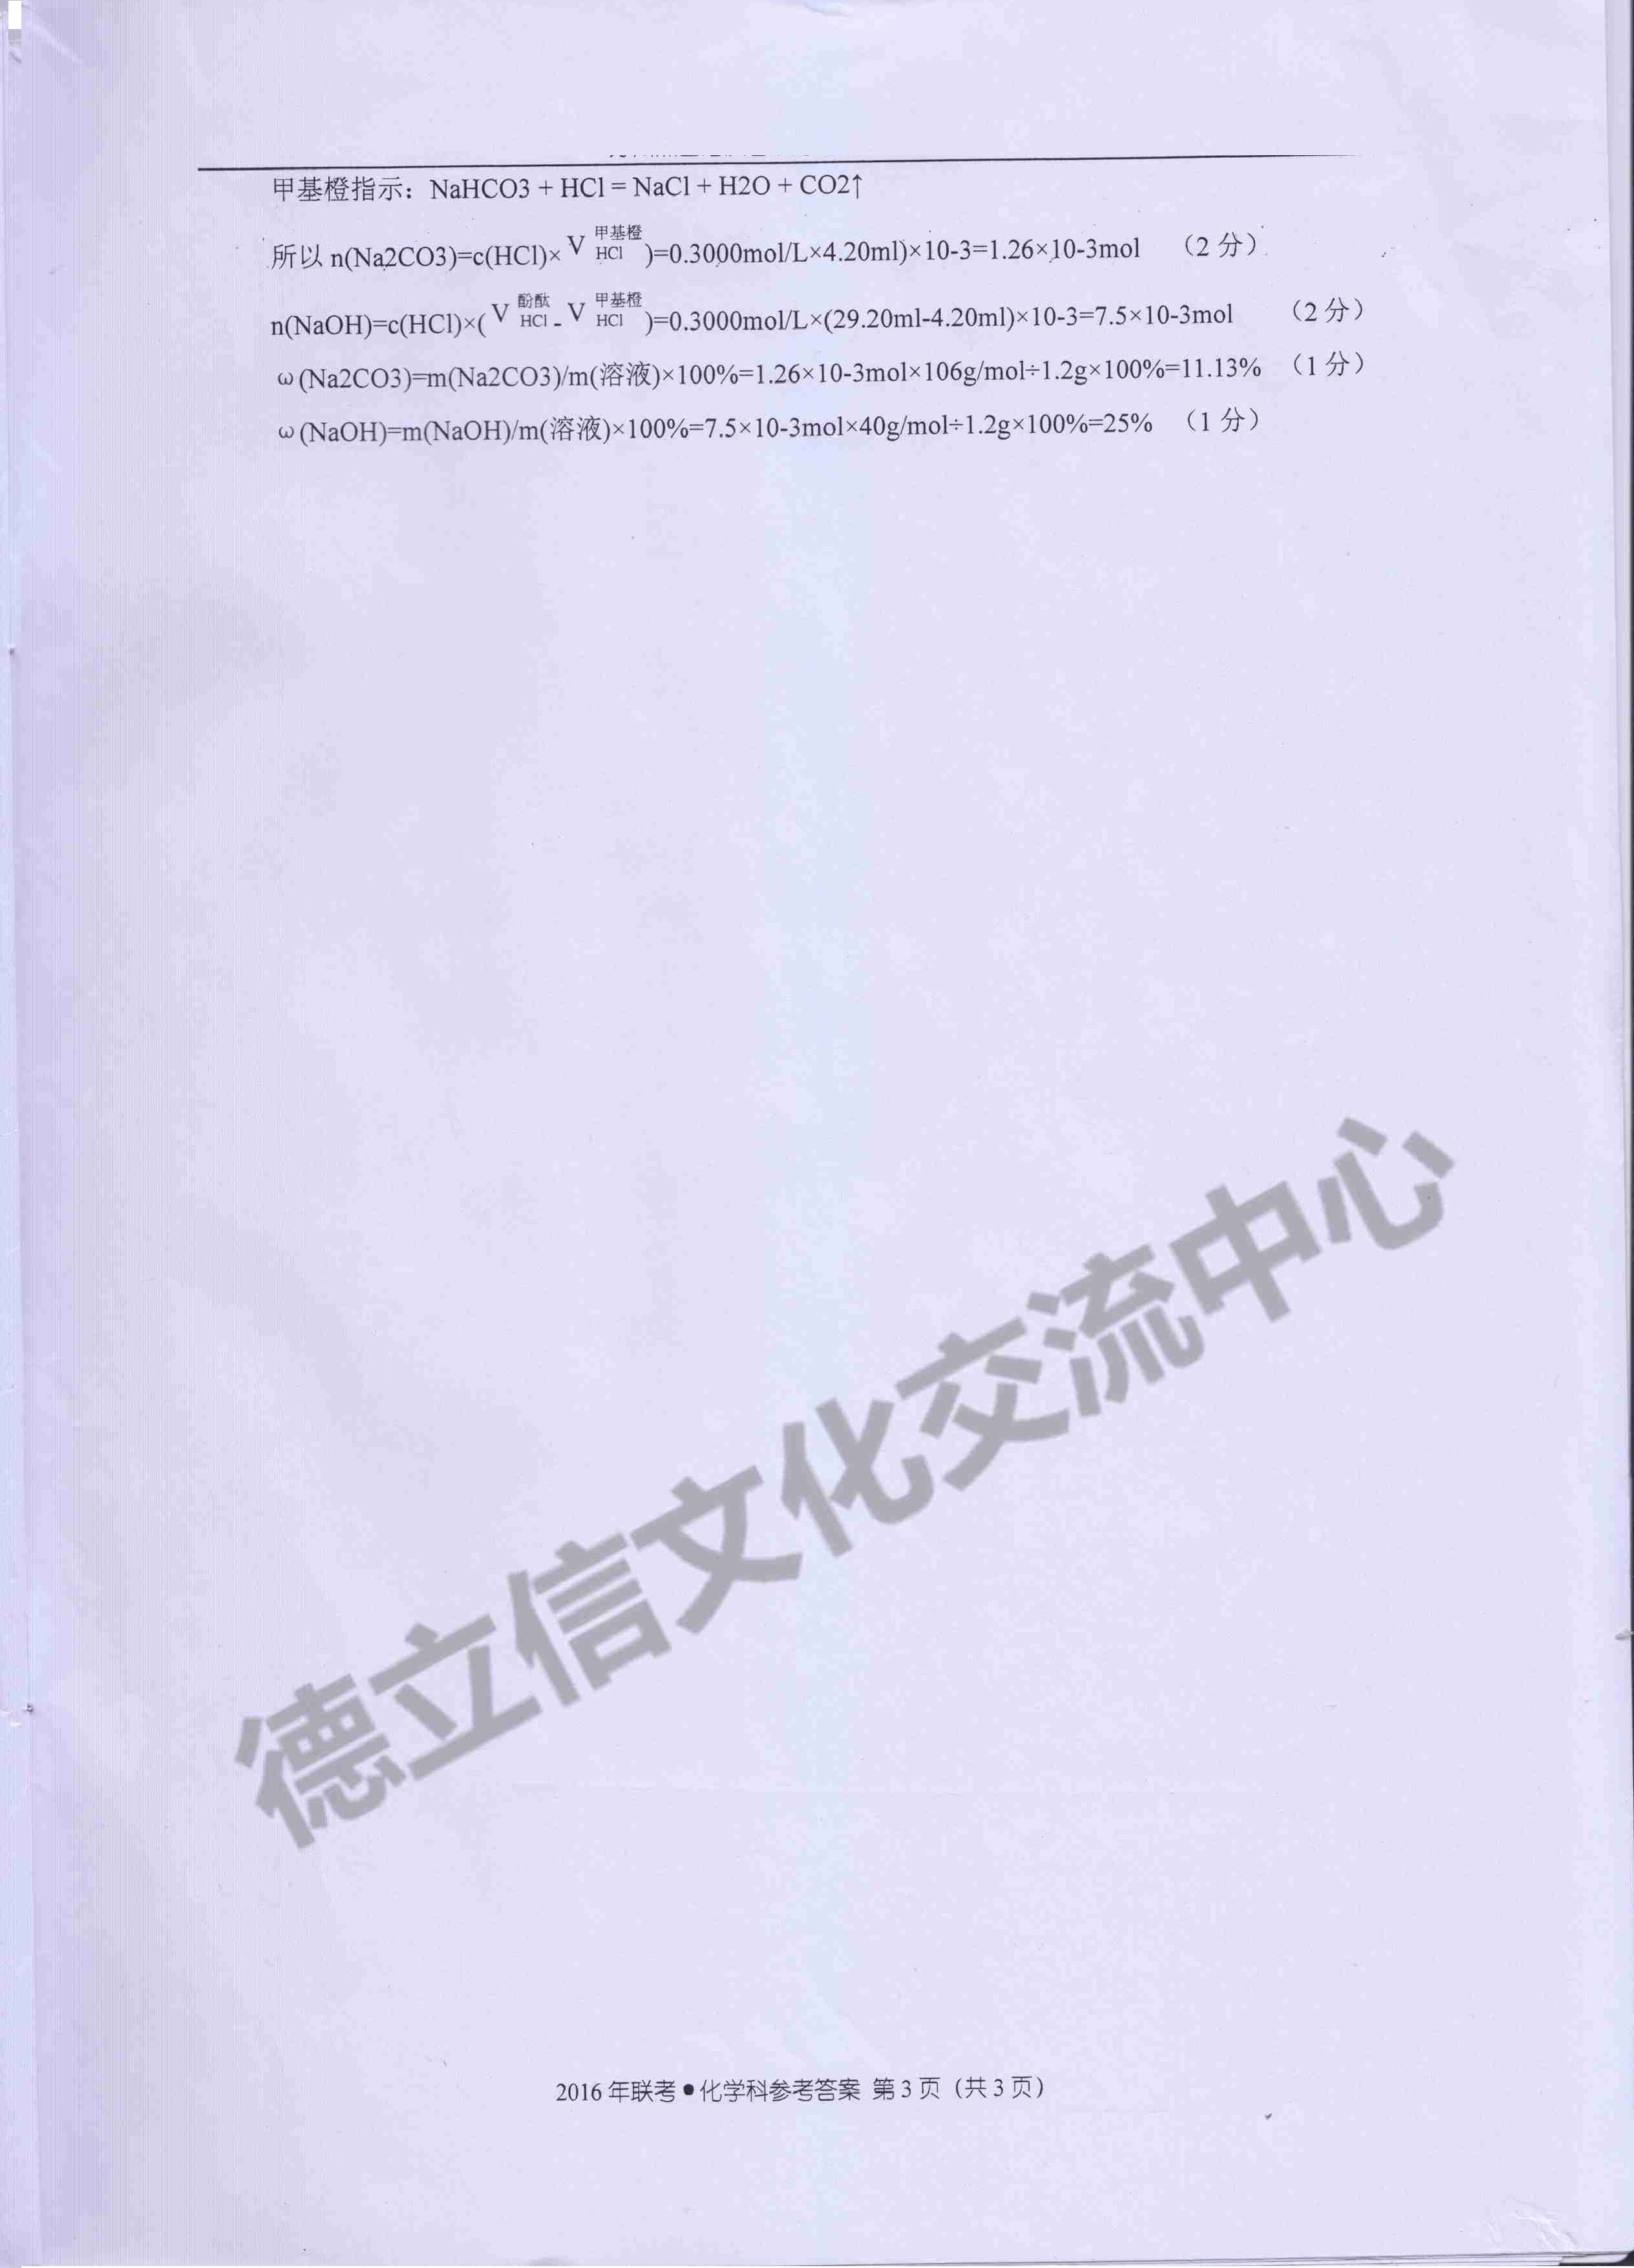 甲基橙指示：NaHCO3 + HCl = NaCl + H2O + CO2↑
所以 n(Na2CO3)=c(HCl)×V 甲基橙 HCl )=0.3000mol/L×4.20ml)×10-3=1.26×10-3mol （2 分）
n(NaOH)=c(HCl)×(V 酚酞 HCl - V 甲基橙 HCl )=0.3000mol/L×(29.20ml-4.20ml)×10-3=7.5×10-3mol （2 分）
ω(Na2CO3)=m(Na2CO3)/m(溶液)×100%=1.26×10-3mol×106g/mol÷1.2g×100%=11.13% （1 分）
ω(NaOH)=m(NaOH)/m(溶液)×100%=7.5×10-3mol×40g/mol÷1.2g×100%=25% （1 分）
德立信文化交流中心
2016 年联考●化学科参考答案 第 3 页（共 3 页）